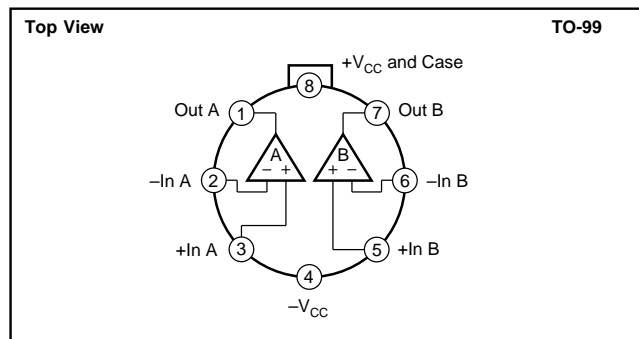 Top View
TO-99
+VCC and Case
8
Out A
1
7
Out B
A
B
– +
+ –
–In A
2
6
–In B
+In A
3
5
+In B
4
–VCC